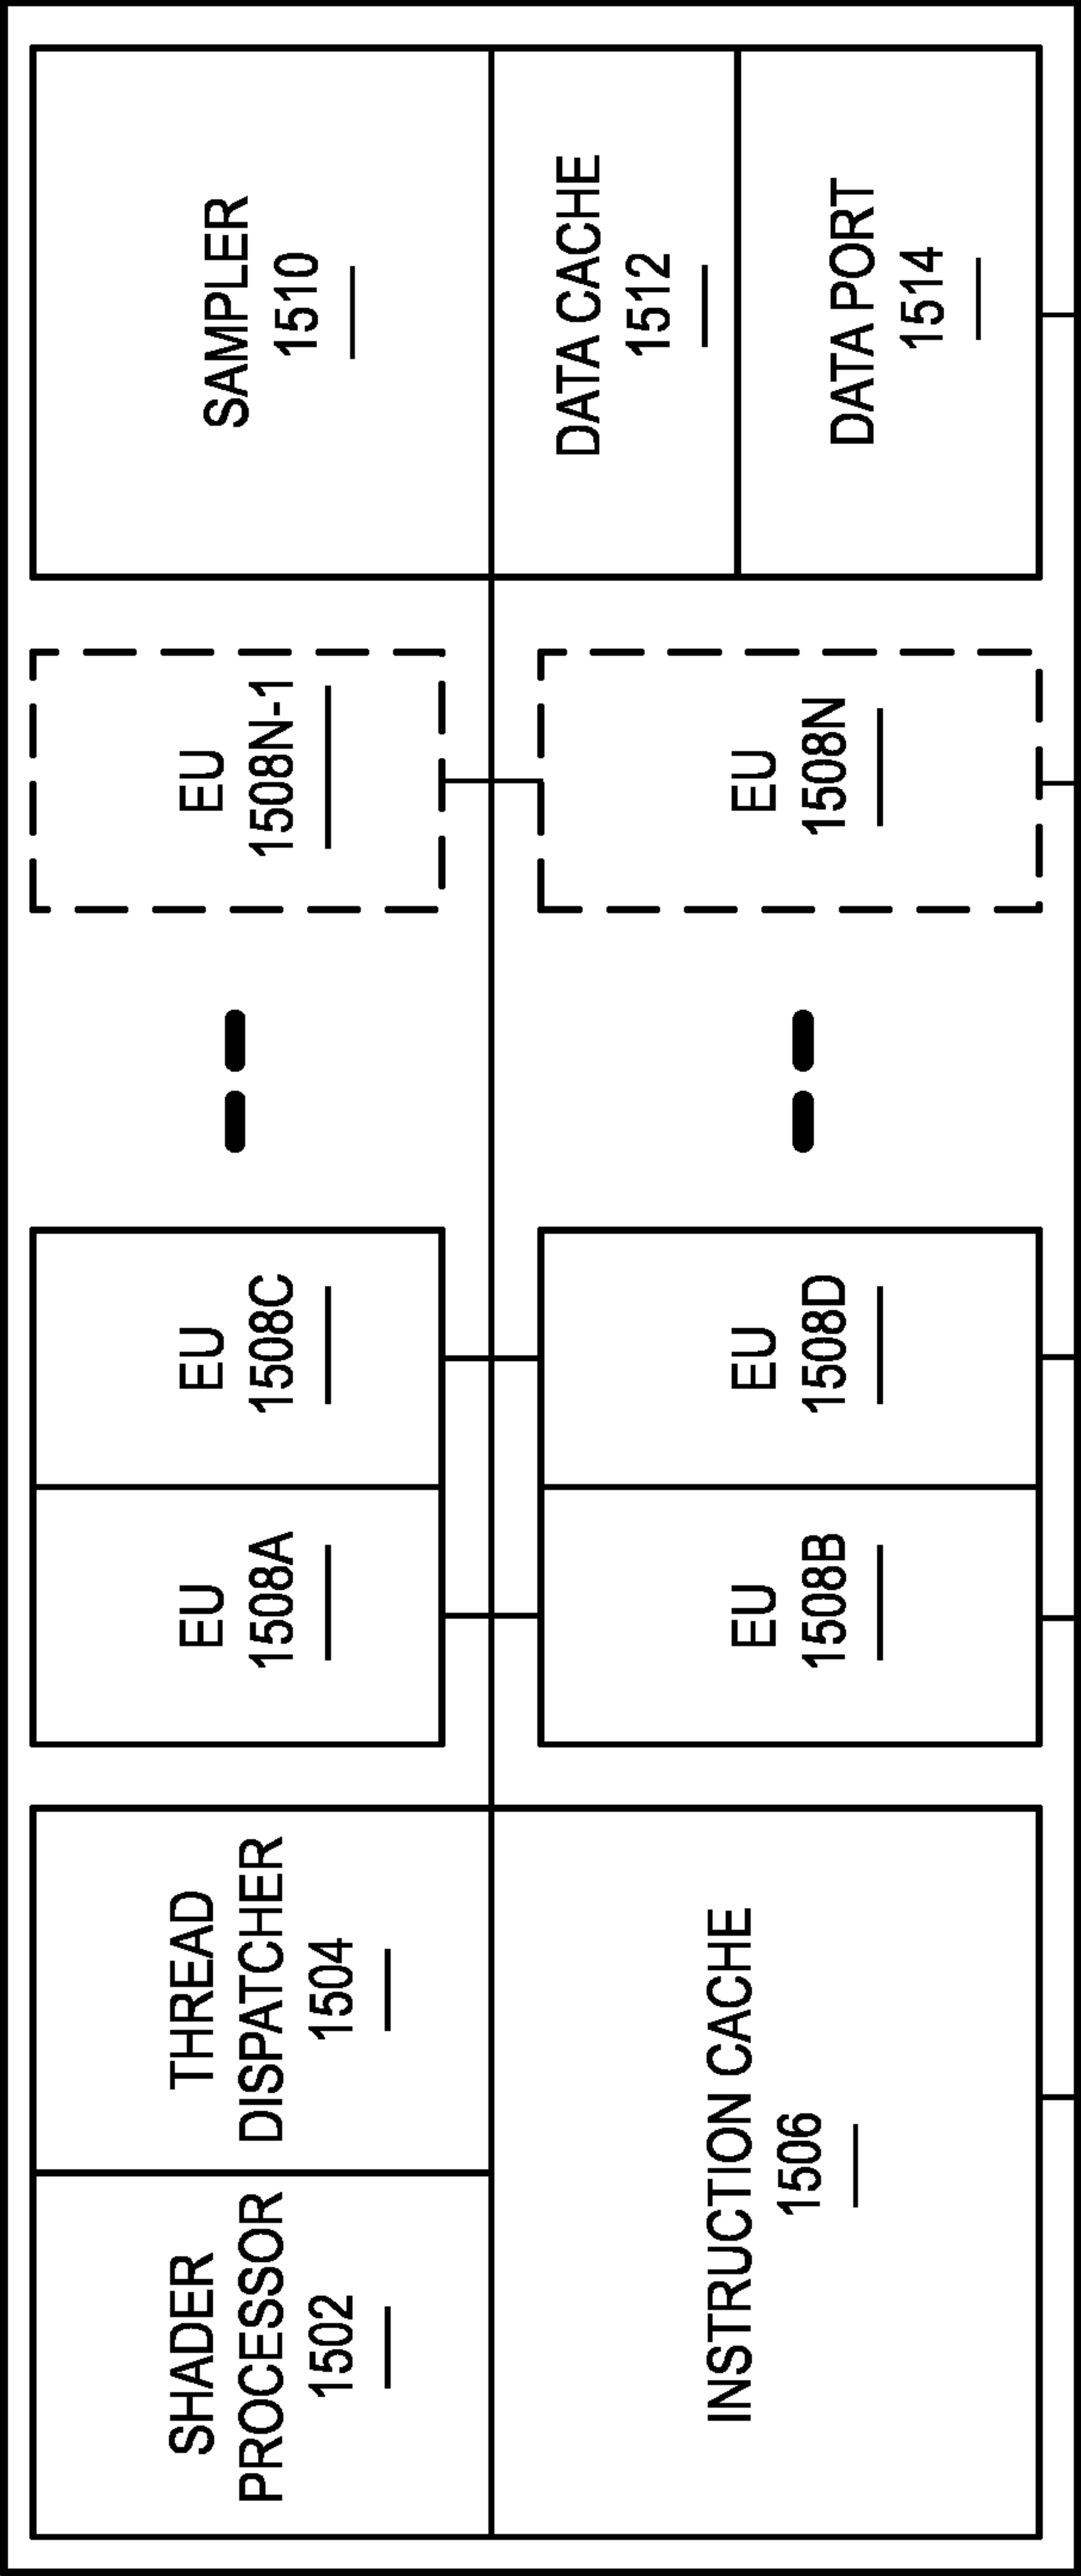 SHADER
PROCESSOR
1502
THREAD
DISPATCHER
1504
INSTRUCTION CACHE
1506
EU
1508A
EU
1508C
EU
1508B
EU
1508D
EU
1508N-1
EU
1508N
SAMPLER
1510
DATA CACHE
1512
DATA PORT
1514